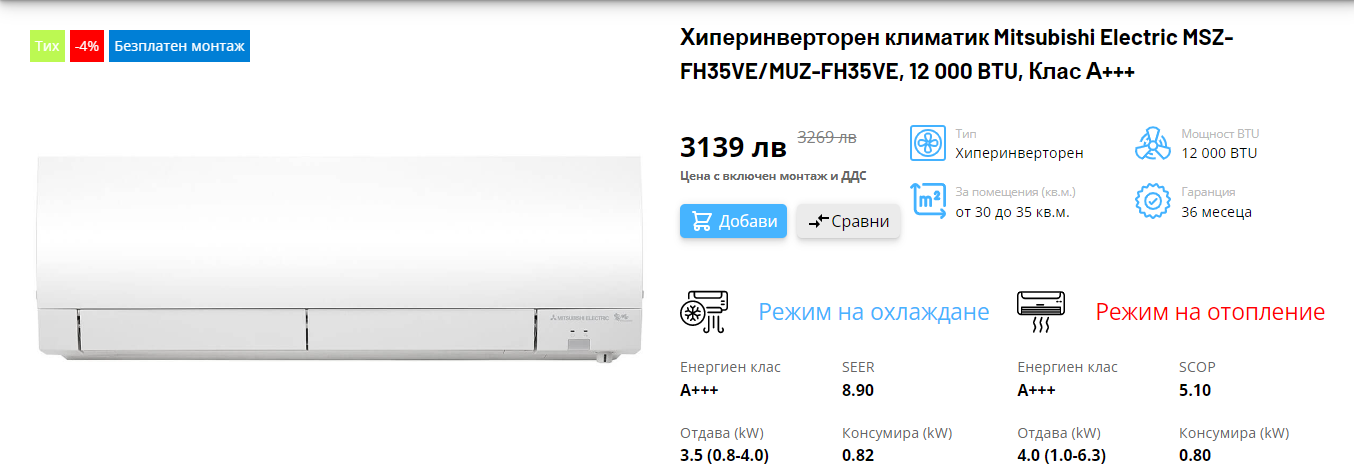 Тих
-4%
Безплатен монтаж
MITSUBISHI ELECTRIC
Хиперинверторен климатик Mitsubishi Electric MSZ-
FH35VE/MUZ-FH35VE, 12 000 BTU, Клас A+++
3139 лв
3269 лв
Цена с включен монтаж и ДДС
Добави
Сравни
Тип
Хиперинверторен
Мощност BTU
12 000 BTU
m²
За помещения (кв.м.)
от 30 до 35 кв.м.
Гаранция
36 месеца
Режим на охлаждане
Режим на отопление
Енергиен клас
SEER
Енергиен клас
SCOP
A+++
8.90
A+++
5.10
Отдава (kW)
Консумира (kW)
Отдава (kW)
Консумира (kW)
3.5 (0.8-4.0)
0.82
4.0 (1.0-6.3)
0.80